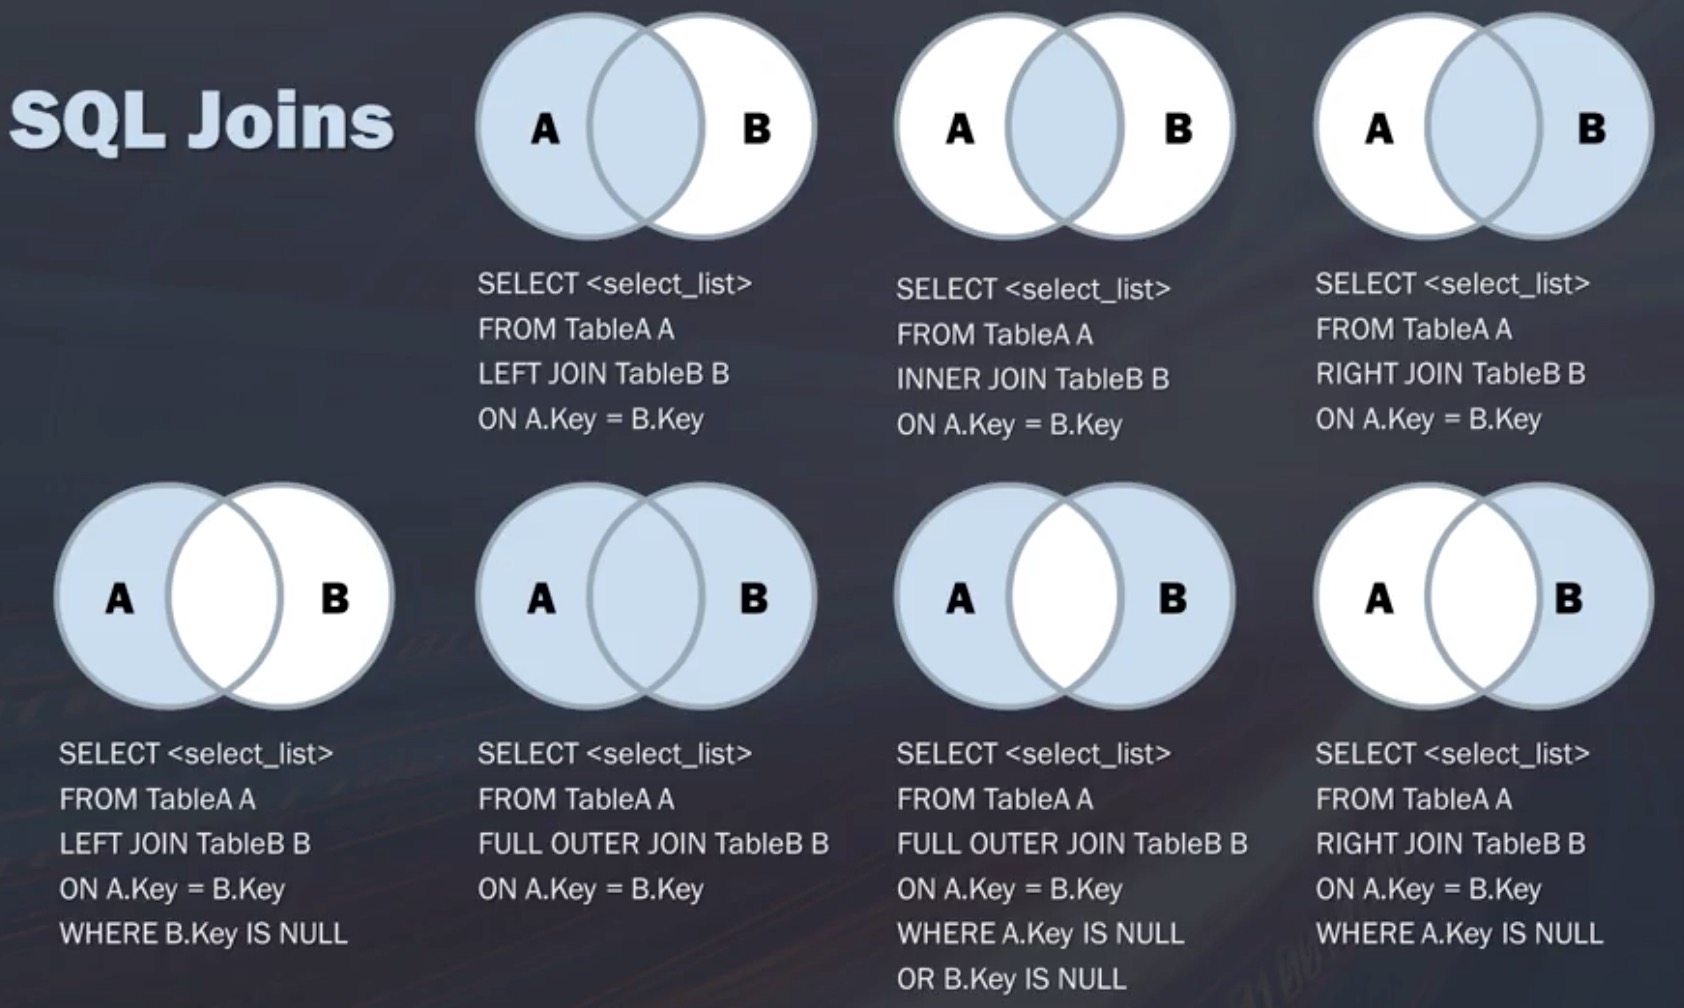 SQL Joins
A B
SELECT <select_list>
FROM TableA A
LEFT JOIN TableB B
ON A.Key = B.Key
A B
SELECT <select_list>
FROM TableA A
INNER JOIN TableB B
ON A.Key = B.Key
A B
SELECT <select_list>
FROM TableA A
RIGHT JOIN TableB B
ON A.Key = B.Key
A B
SELECT <select_list>
FROM TableA A
LEFT JOIN TableB B
ON A.Key = B.Key
WHERE B.Key IS NULL
A B
SELECT <select_list>
FROM TableA A
FULL OUTER JOIN TableB B
ON A.Key = B.Key
A B
SELECT <select_list>
FROM TableA A
FULL OUTER JOIN TableB B
ON A.Key = B.Key
WHERE A.Key IS NULL
OR B.Key IS NULL
A B
SELECT <select_list>
FROM TableA A
RIGHT JOIN TableB B
ON A.Key = B.Key
WHERE A.Key IS NULL